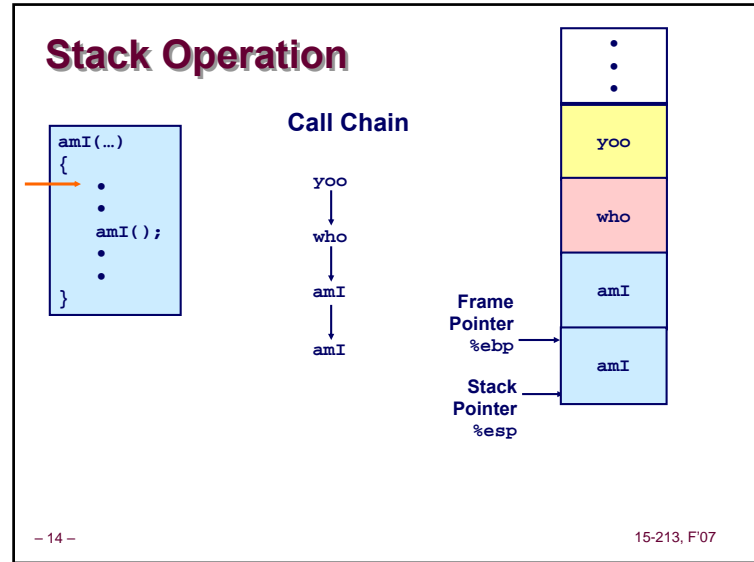 Stack Operation
amI(…)
{
•
•
amI();
•
•
}
Call Chain
yoo
who
amI
amI
Frame
Pointer
%ebp
Stack
Pointer
%esp
•
•
•
yoo
who
amI
amI
– 14 –
15-213, F'07